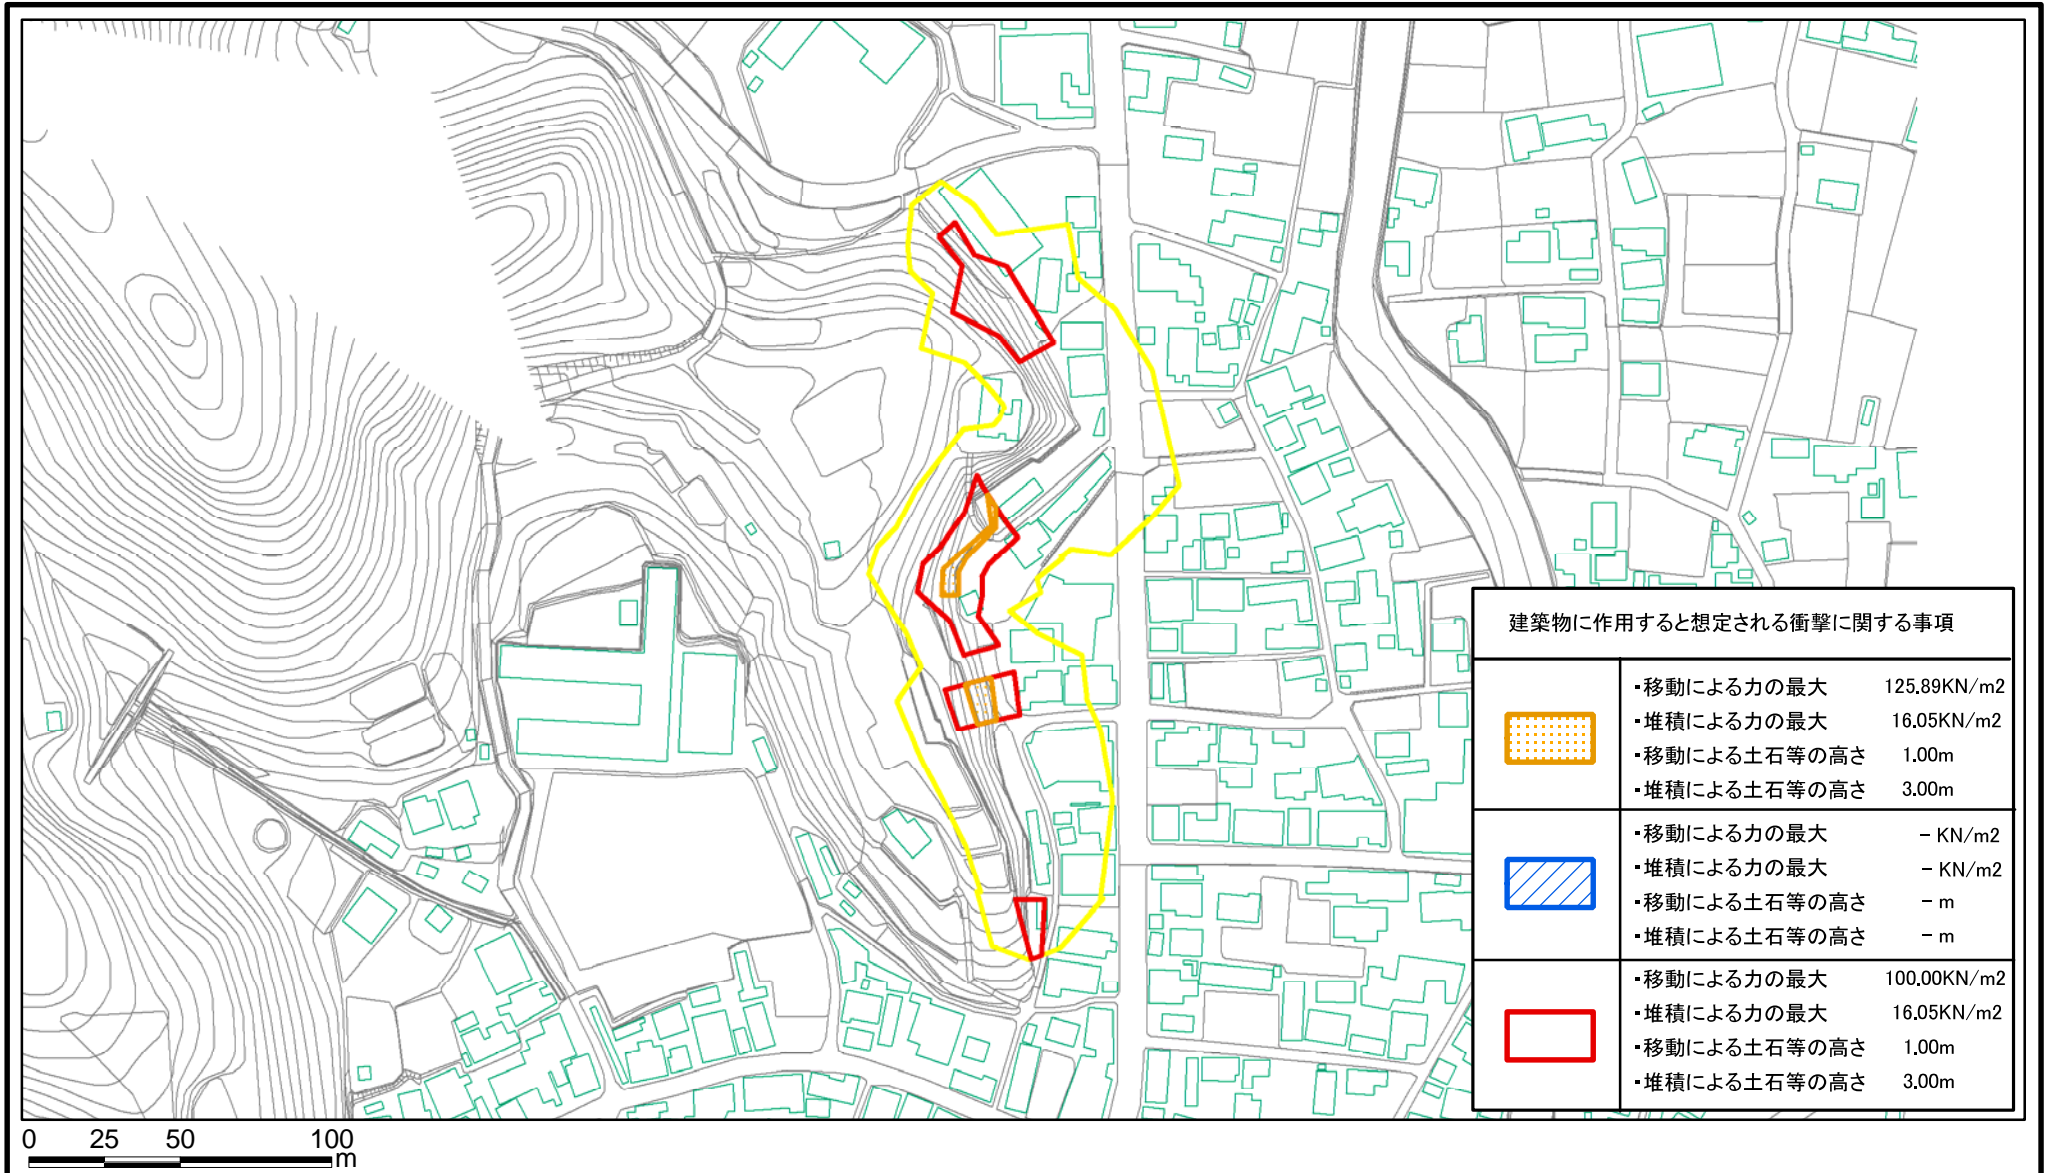 建築物に作用すると想定される衝撃に関する事項
・移動による力の最大 125.89KN/m2
・堆積による力の最大 16.05KN/m2
・移動による土石等の高さ 1.00m
・堆積による土石等の高さ 3.00m
・移動による力の最大 - KN/m2
・堆積による力の最大 - KN/m2
・移動による土石等の高さ - m
・堆積による土石等の高さ - m
・移動による力の最大 100.00KN/m2
・堆積による力の最大 16.05KN/m2
・移動による土石等の高さ 1.00m
・堆積による土石等の高さ 3.00m
0 25 50 100
m